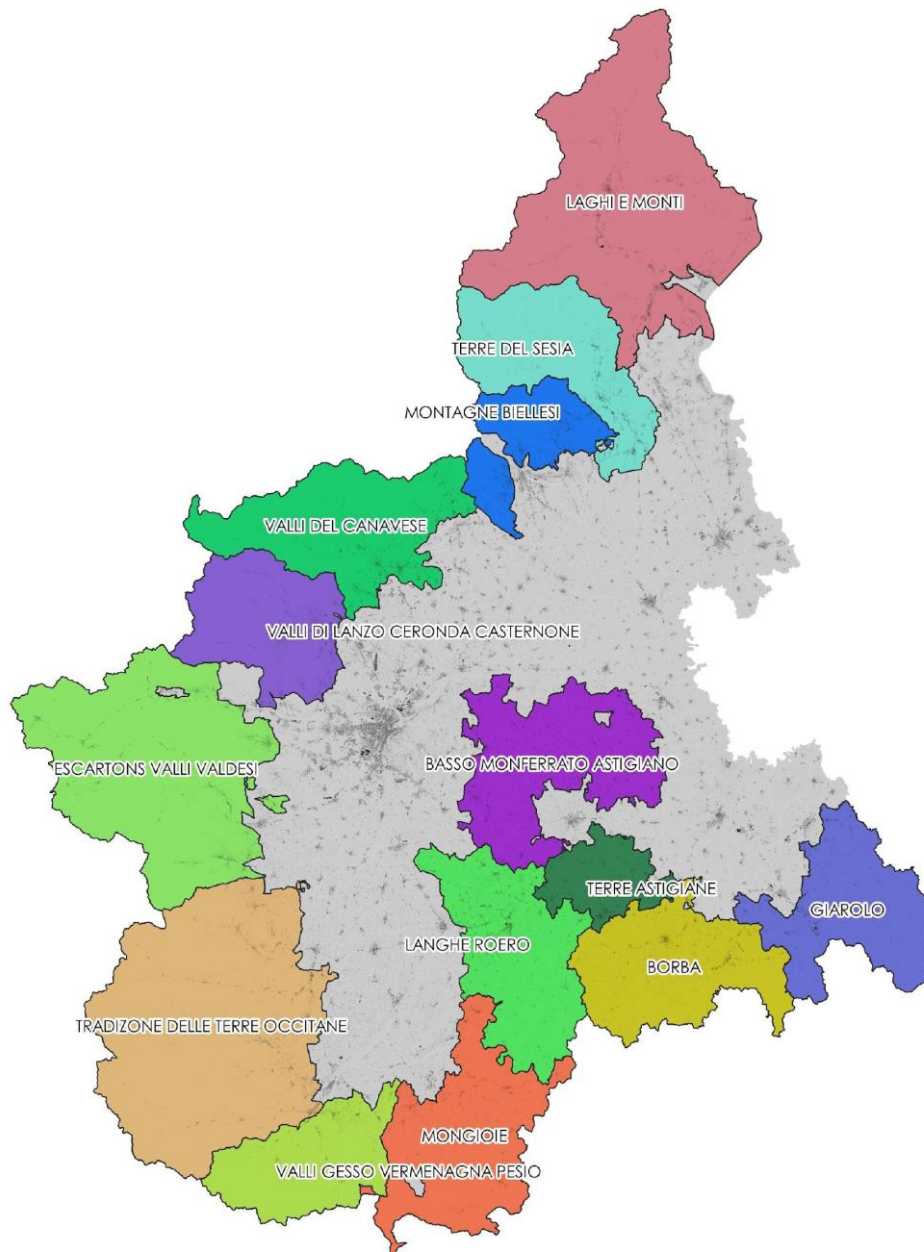 LAGHI E MONTI
TERRE DEL SESIA
MONTAGNE BIELLESI
VALLI DEL CANAVESE
VALLI DI LANZO CERONDA CASTERNONE
ESCARTONS VALLI VALDESI
BASSO MONFERRATO ASTIGIANO
TERRE ASTIGIANE
GIAROLO
LANGHE ROERO
BORBA
TRADIZONE DELLE TERRE OCCITANE
MONGIOIE
VALLI GESSO VERMENAGNA PESIO